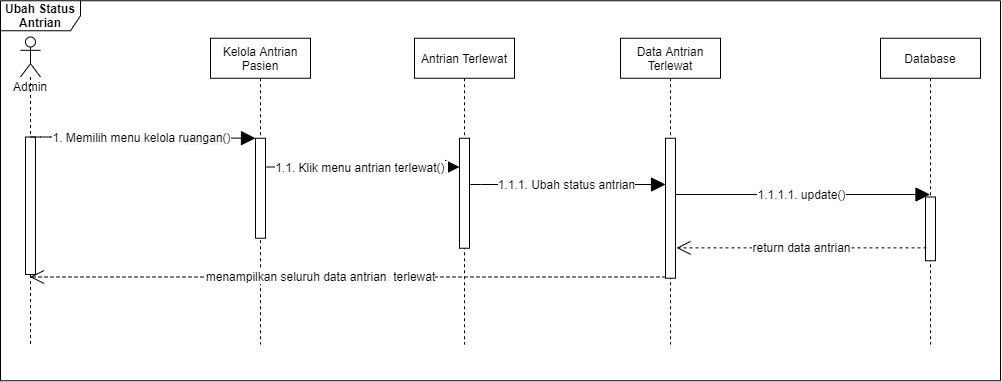 Ubah Status
Antrian
Admin
Kelola Antrian
Pasien
Antrian Terlewat
Data Antrian
Terlewat
Database
1. Memilih menu kelola ruangan()
1.1. Klik menu antrian terlewat()
1.1.1. Ubah status antrian
1.1.1.1. update()
return data antrian
menampilkan seluruh data antrian terlewat